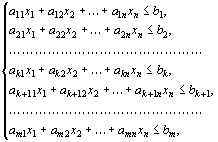 a₁₁x₁ + a₁₂x₂ + ... + a₁ₙxₙ ≤ b₁,
a₂₁x₁ + a₂₂x₂ + ... + a₂ₙxₙ ≤ b₂,
.............................................
aₖ₁x₁ + aₖ₂x₂ + ... + aₖₙxₙ ≤ bₖ,
aₖ₊₁₁x₁ + aₖ₊₁₂x₂ + ... + aₖ₊₁ₙxₙ ≤ bₖ₊₁,
.............................................
aₘ₁x₁ + aₘ₂x₂ + ... + aₘₙxₙ ≤ bₘ,